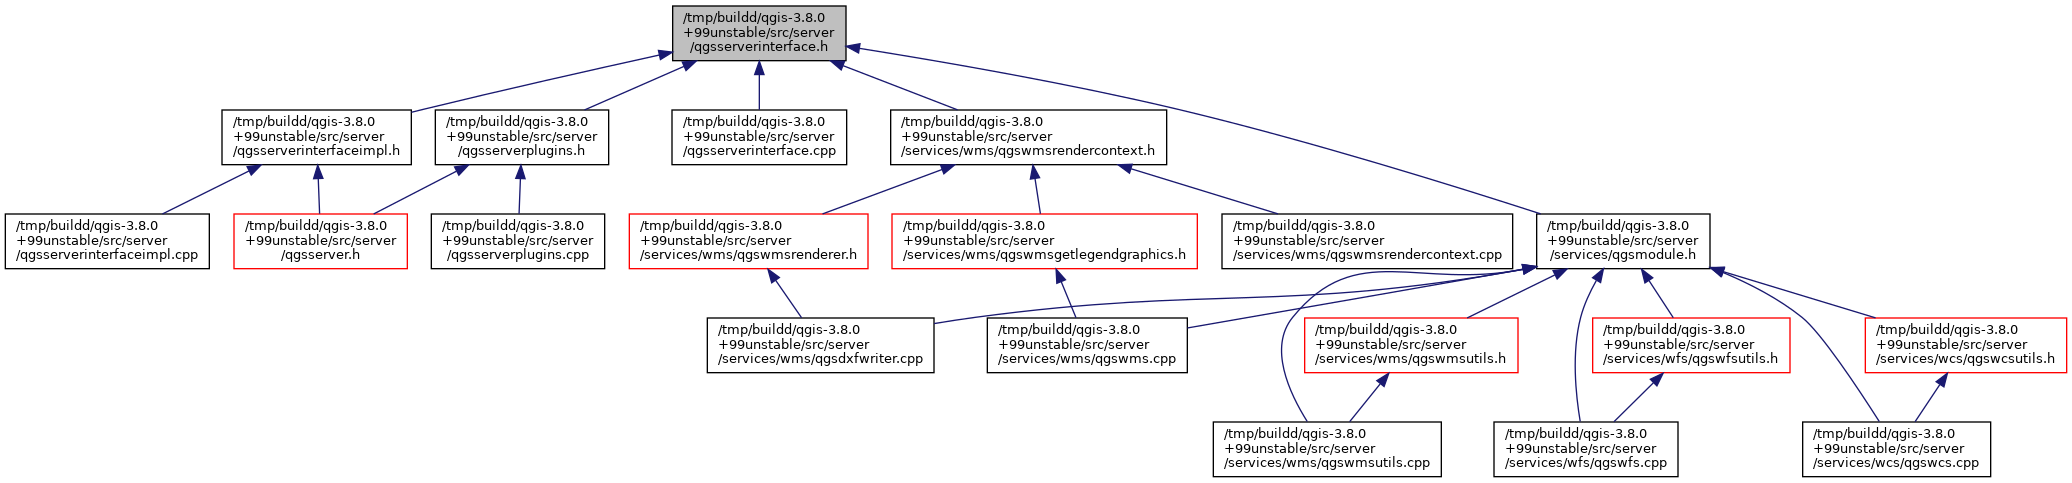 /tmp/buildd/qgis-3.8.0
+99unstable/src/server
/qgsserverinterface.h
/tmp/buildd/qgis-3.8.0
+99unstable/src/server
/qgsserverinterfaceimpl.h
/tmp/buildd/qgis-3.8.0
+99unstable/src/server
/qgsserverplugins.h
/tmp/buildd/qgis-3.8.0
+99unstable/src/server
/qgsserverinterface.cpp
/tmp/buildd/qgis-3.8.0
+99unstable/src/server
/services/wms/qgswmsrendercontext.h
/tmp/buildd/qgis-3.8.0
+99unstable/src/server
/qgsserverinterfaceimpl.cpp
/tmp/buildd/qgis-3.8.0
+99unstable/src/server
/qgsserver.h
/tmp/buildd/qgis-3.8.0
+99unstable/src/server
/qgsserverplugins.cpp
/tmp/buildd/qgis-3.8.0
+99unstable/src/server
/services/wms/qgswmsrenderer.h
/tmp/buildd/qgis-3.8.0
+99unstable/src/server
/services/wms/qgswmsgetlegendgraphics.h
/tmp/buildd/qgis-3.8.0
+99unstable/src/server
/services/wms/qgswmsrendercontext.cpp
/tmp/buildd/qgis-3.8.0
+99unstable/src/server
/services/qgsmodule.h
/tmp/buildd/qgis-3.8.0
+99unstable/src/server
/services/wms/qgsdxfwriter.cpp
/tmp/buildd/qgis-3.8.0
+99unstable/src/server
/services/wms/qgswms.cpp
/tmp/buildd/qgis-3.8.0
+99unstable/src/server
/services/wms/qgswmsutils.h
/tmp/buildd/qgis-3.8.0
+99unstable/src/server
/services/wfs/qgswfsutils.h
/tmp/buildd/qgis-3.8.0
+99unstable/src/server
/services/wcs/qgswcsutils.h
/tmp/buildd/qgis-3.8.0
+99unstable/src/server
/services/wms/qgswmsutils.cpp
/tmp/buildd/qgis-3.8.0
+99unstable/src/server
/services/wfs/qgswfs.cpp
/tmp/buildd/qgis-3.8.0
+99unstable/src/server
/services/wcs/qgswcs.cpp